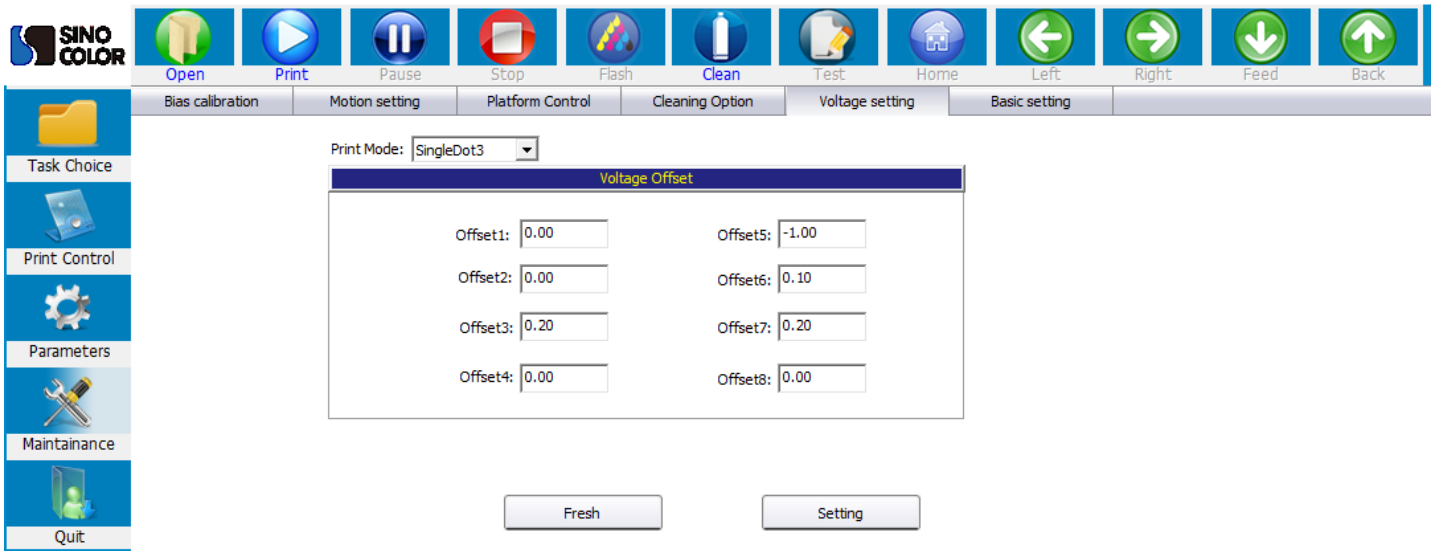 SINO
COLOR
Open Print Pause Stop Flash Clean Test Home Left Right Feed Back
Bias calibration Motion setting Platform Control Cleaning Option Voltage setting Basic setting
Task Choice
Print Control
Parameters
Maintainance
Quit
Print Mode: SingleDot3
Voltage Offset
Offset1: 0.00 Offset5: -1.00
Offset2: 0.00 Offset6: 0.10
Offset3: 0.20 Offset7: 0.20
Offset4: 0.00 Offset8: 0.00
Fresh Setting